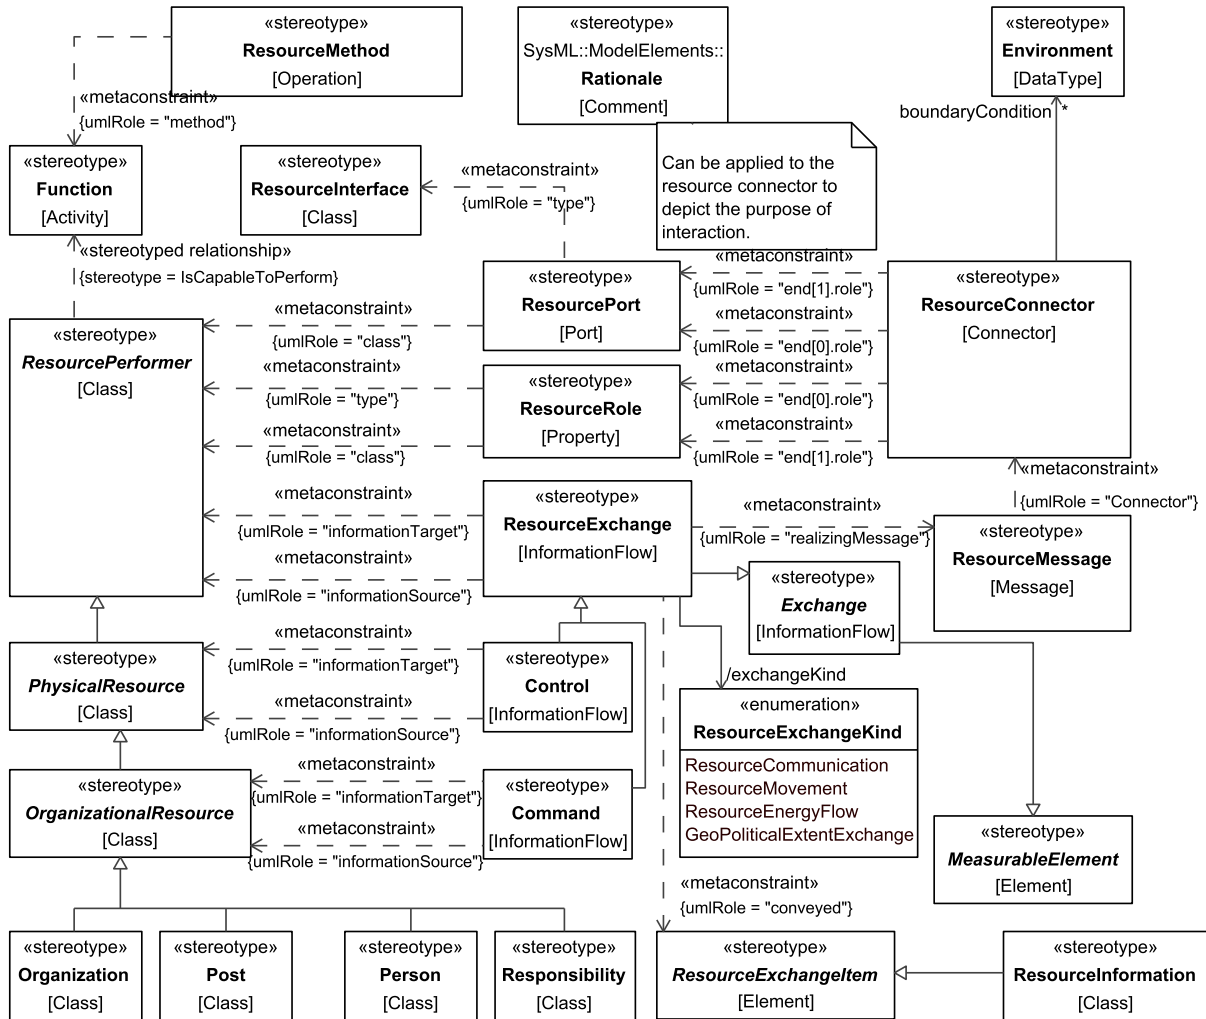 «stereotype»
ResourceMethod
[Operation]
«stereotype»
SysML::ModelElements::
Rationale
[Comment]
«stereotype»
Environment
[DataType]
«metaconstraint»
{umlRole = "method"}
boundaryCondition *
Can be applied to the
resource connector to
depict the purpose of
interaction.
«stereotype»
Function
[Activity]
«stereotype»
ResourceInterface
[Class]
«metaconstraint»
{umlRole = "type"}
«stereotyped relationship»
{stereotype = IsCapableToPerform}
«stereotype»
ResourcePort
[Port]
«metaconstraint»
{umlRole = "end[1].role"}
«metaconstraint»
{umlRole = "end[0].role"}
«stereotype»
ResourceConnector
[Connector]
«stereotype»
ResourcePerformer
[Class]
«metaconstraint»
{umlRole = "class"}
«metaconstraint»
{umlRole = "type"}
«metaconstraint»
{umlRole = "class"}
«stereotype»
ResourceRole
[Property]
«metaconstraint»
{umlRole = "end[0].role"}
«metaconstraint»
{umlRole = "end[1].role"}
«metaconstraint»
{umlRole = "Connector"}
«metaconstraint»
{umlRole = "informationTarget"}
«metaconstraint»
{umlRole = "informationSource"}
«stereotype»
ResourceExchange
[InformationFlow]
«metaconstraint»
{umlRole = "realizingMessage"}
«stereotype»
ResourceMessage
[Message]
«stereotype»
Exchange
[InformationFlow]
«stereotype»
PhysicalResource
[Class]
«metaconstraint»
{umlRole = "informationTarget"}
«metaconstraint»
{umlRole = "informationSource"}
«stereotype»
Control
[InformationFlow]
/exchangeKind
«enumeration»
ResourceExchangeKind
ResourceCommunication
ResourceMovement
ResourceEnergyFlow
GeoPoliticalExtentExchange
«stereotype»
OrganizationalResource
[Class]
«metaconstraint»
{umlRole = "informationTarget"}
«metaconstraint»
{umlRole = "informationSource"}
«stereotype»
Command
[InformationFlow]
«stereotype»
MeasurableElement
[Element]
«metaconstraint»
{umlRole = "conveyed"}
«stereotype»
Organization
[Class]
«stereotype»
Post
[Class]
«stereotype»
Person
[Class]
«stereotype»
Responsibility
[Class]
«stereotype»
ResourceExchangeItem
[Element]
«stereotype»
ResourceInformation
[Class]